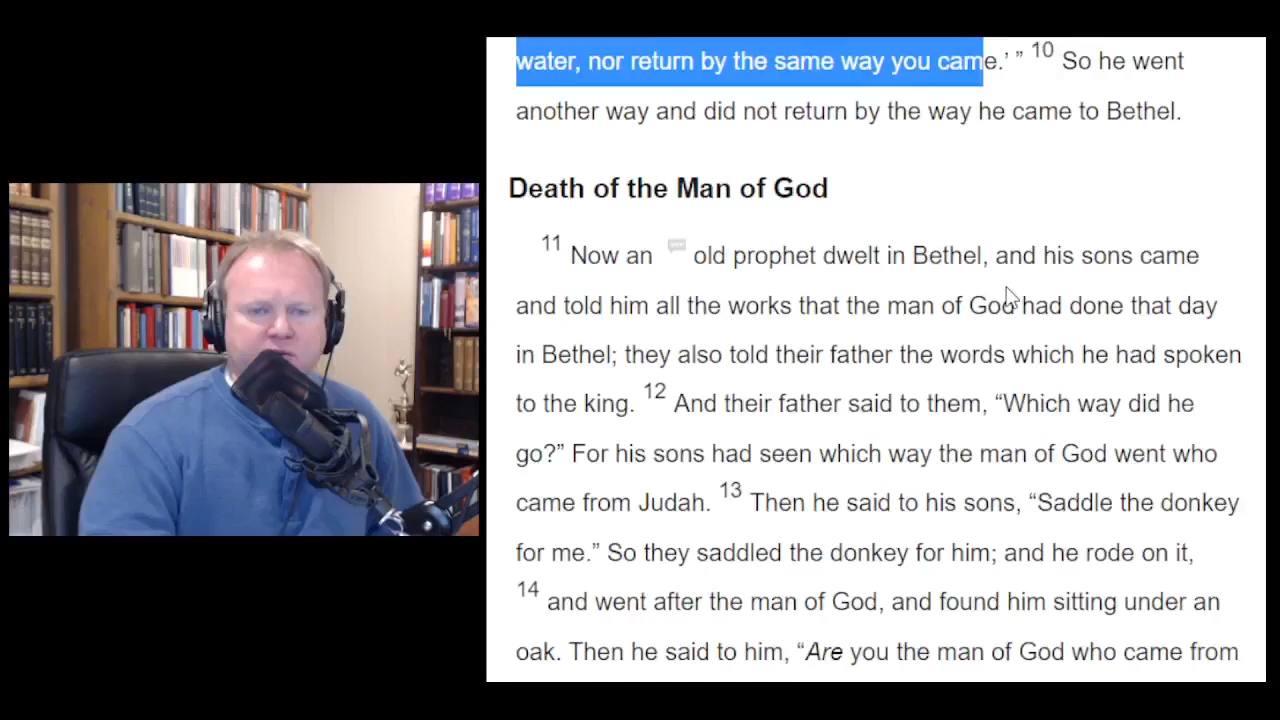 water, nor return by the same way you came.’ ” 10 So he went
another way and did not return by the way he came to Bethel.
Death of the Man of God
11 Now an old prophet dwelt in Bethel, and his sons came
and told him all the works that the man of God had done that day
in Bethel; they also told their father the words which he had spoken
to the king. 12 And their father said to them, “Which way did he
go?” For his sons had seen which way the man of God went who
came from Judah. 13 Then he said to his sons, “Saddle the donkey
for me.” So they saddled the donkey for him; and he rode on it,
14 and went after the man of God, and found him sitting under an
oak. Then he said to him, “Are you the man of God who came from